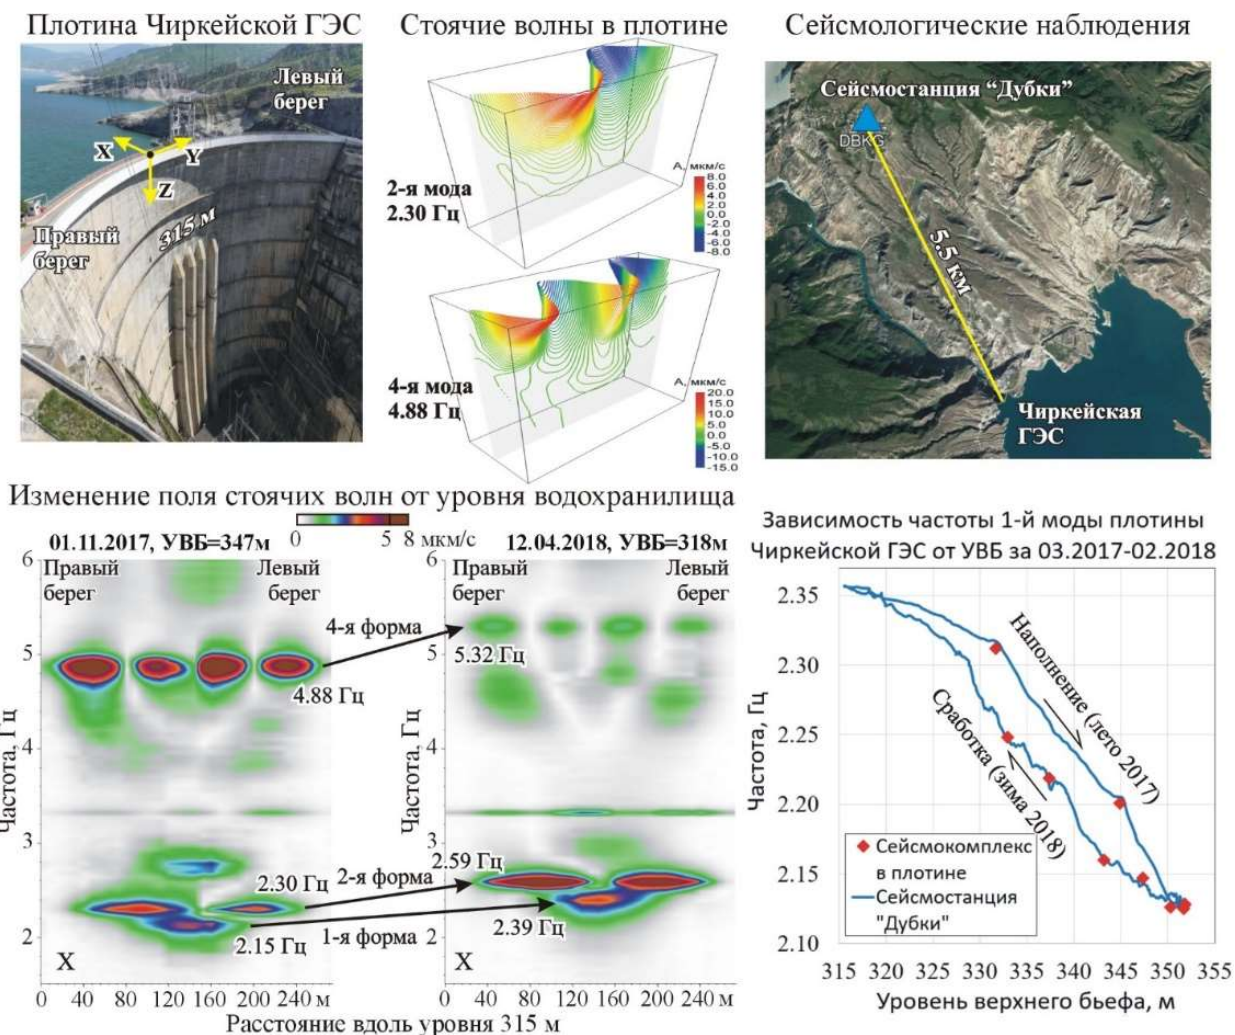 Плотина Чиркейской ГЭС
Левый
берег
X
Y
Z
315 м
Правый
берег
Стоячие волны в плотине
2-я мода
2.30 Гц
A, мкм/с
8.0
6.0
4.0
2.0
0.0
-2.0
-4.0
-6.0
-8.0
4-я мода
4.88 Гц
A, мкм/с
20.0
15.0
10.0
5.0
0.0
-5.0
-10.0
-15.0
Сейсмологические наблюдения
Сейсмостанция “Дубки”
DBKG
5.5 км
Чиркейская
ГЭС
Изменение поля стоячих волн от уровня водохранилища
0 5 8 мкм/с
01.11.2017, УВБ=347м
Правый
берег
Левый
берег
4.88 Гц
2.30 Гц
2.15 Гц
X
Частота, Гц
6
5
4
3
2
0 40 80 120 160 200 240 м
4-я форма
2-я форма
1-я форма
12.04.2018, УВБ=318м
Правый
берег
Левый
берег
5.32 Гц
2.59 Гц
2.39 Гц
X
Частота, Гц
6
5
4
3
2
0 40 80 120 160 200 240 м
Расстояние вдоль уровня 315 м
Зависимость частоты 1-й моды плотины
Чиркейской ГЭС от УВБ за 03.2017-02.2018
Частота, Гц
2.35
2.30
2.25
2.20
2.15
2.10
Наполнение (лето 2017)
Сработка (зима 2018)
Сейсмокомплекс
в плотине
Сейсмостанция
"Дубки"
315 320 325 330 335 340 345 350 355
Уровень верхнего бьефа, м